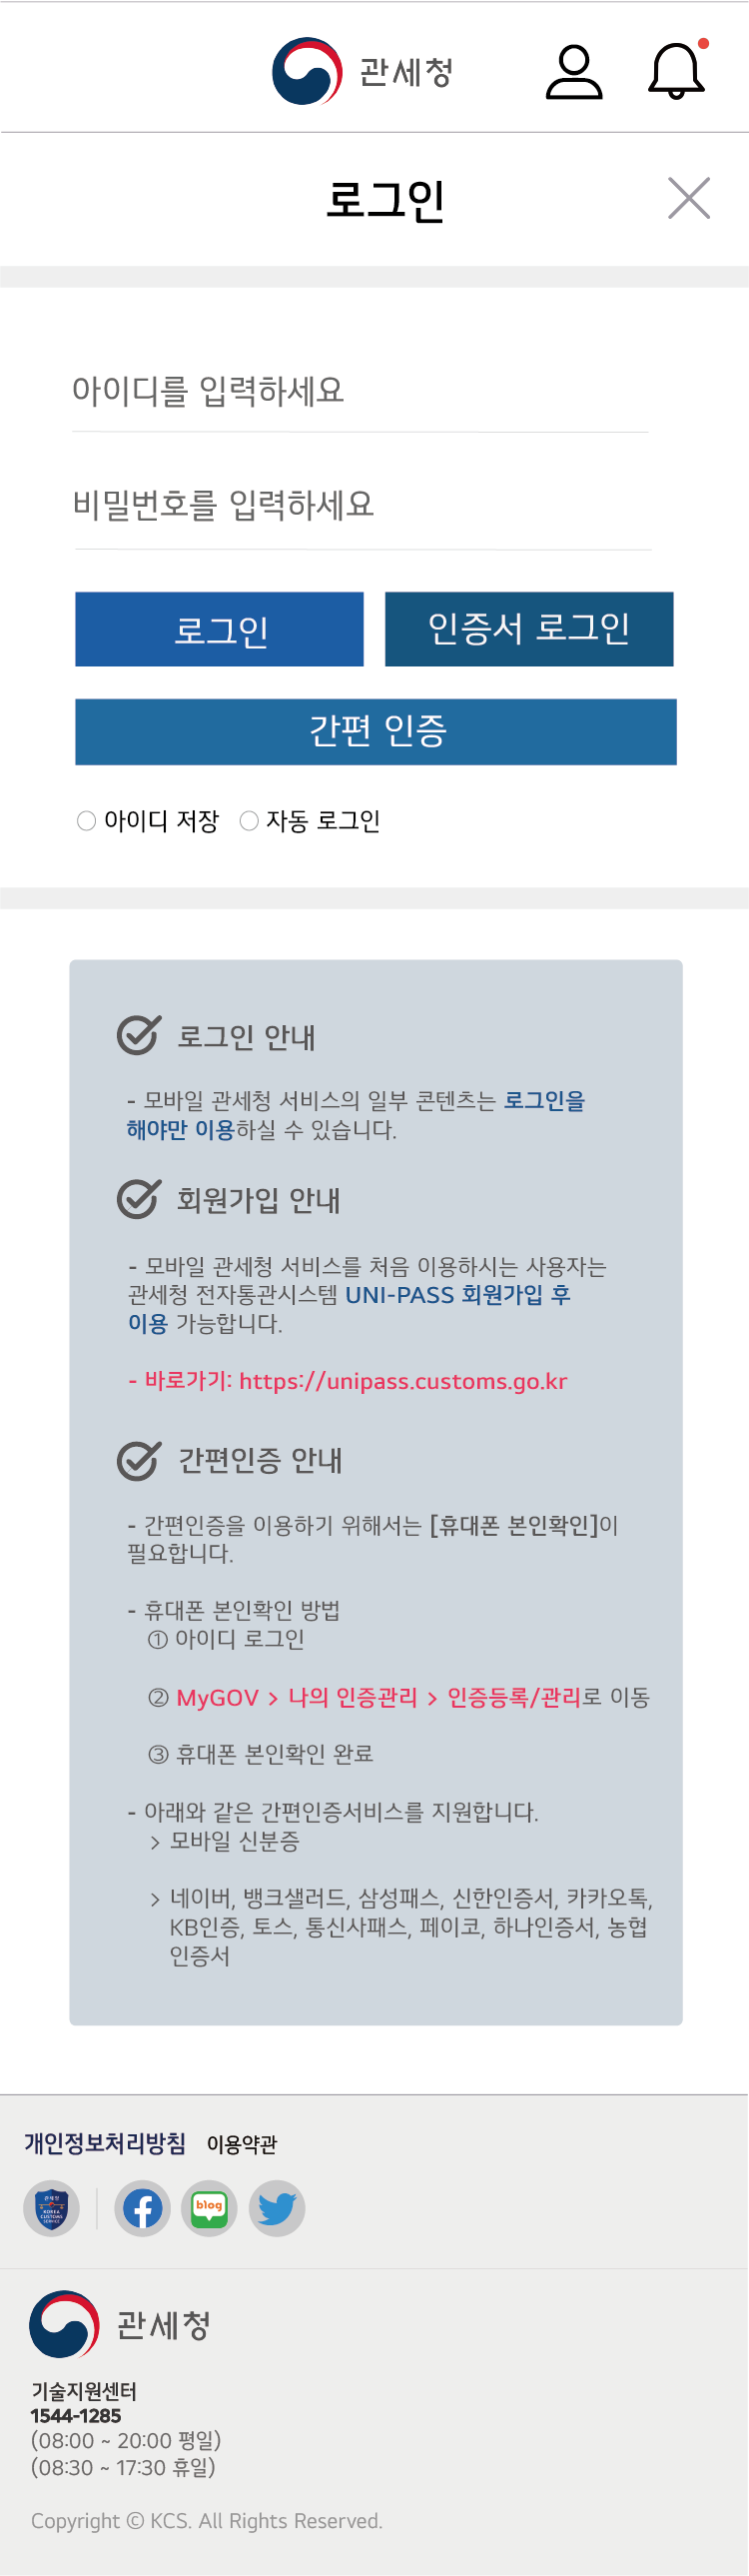 관세청
로그인
아이디를 입력하세요
비밀번호를 입력하세요
로그인
인증서 로그인
간편 인증
아이디 저장 자동 로그인
로그인 안내
- 모바일 관세청 서비스의 일부 콘텐츠는 로그인을
해야만 이용하실 수 있습니다.
회원가입 안내
- 모바일 관세청 서비스를 처음 이용하시는 사용자는
관세청 전자통관시스템 UNI-PASS 회원가입 후
이용 가능합니다.
- 바로가기: https://unipass.customs.go.kr
간편인증 안내
- 간편인증을 이용하기 위해서는 [휴대폰 본인확인]이
필요합니다.
- 휴대폰 본인확인 방법
① 아이디 로그인
② MyGOV > 나의 인증관리 > 인증등록/관리로 이동
③ 휴대폰 본인확인 완료
- 아래와 같은 간편인증서비스를 지원합니다.
> 모바일 신분증
> 네이버, 뱅크샐러드, 삼성패스, 신한인증서, 카카오톡,
KB인증, 토스, 통신사패스, 페이코, 하나인증서, 농협
인증서
개인정보처리방침 이용약관
관세청
KOREA
CUSTOMS
SERVICE
blog
관세청
기술지원센터
1544-1285
(08:00 ~ 20:00 평일)
(08:30 ~ 17:30 휴일)
Copyright © KCS. All Rights Reserved.